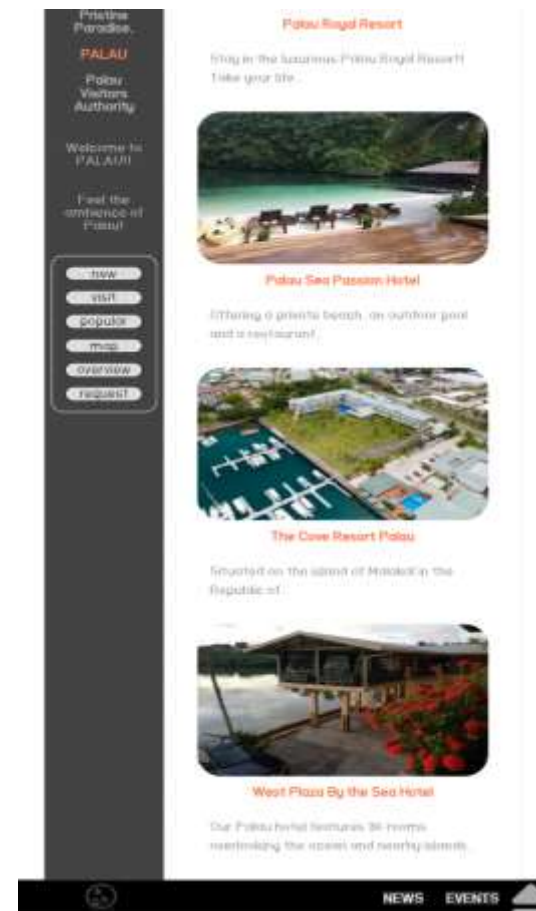 Pristine
Paradise.
PALAU
Palau
Visitors
Authority
Welcome to
PALAU!!
Feel the
ambience of
Palau!
new
visit
popular
map
overview
request
Palau Royal Resort
Stay in the luxurious Palau Royal Resort!
Take your life
Palau Sea Passion Hotel
Offering a private beach, an outdoor pool
and a restaurant,
The Cove Resort Palau
Situated on the island of Malakal in the
Republic of
West Plaza By the Sea Hotel
Our Palau hotel features 36 rooms
overlooking the ocean and nearby islands.
NEWS EVENTS